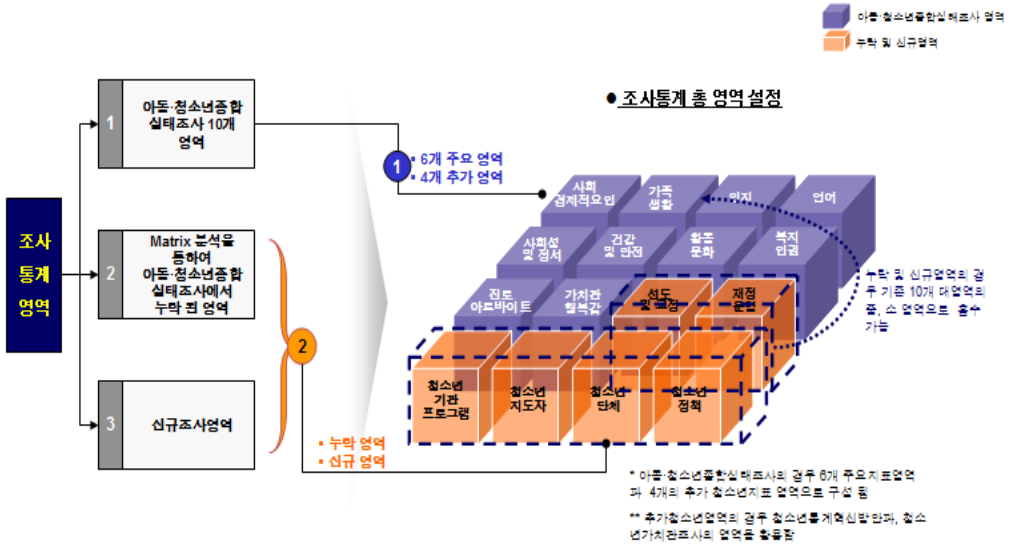 아동·청소년종합실태조사 영역
누락 및 신규영역
● 조사통계 총 영역 설정
조사
통계
영역
1
아동·청소년종합
실태조사 10개
영역
2
Matrix 분석을
통하여
아동·청소년종합
실태조사에서
누락 된 영역
3
신규조사영역
1
▪ 6개 주요 영역
▪ 4개 추가 영역
2
▪ 누락 영역
▪ 신규 영역
사회
경제적요인
가족
생활
인지
언어
사회성
및 정서
건강
및 안전
활동
문화
복지
인권
진로
아르바이트
가치관
행복감
선도
및 교정
재정
운영
청소년
기관
프로그램
청소년
지도자
청소년
단체
청소년
정책
누락 및 신규영역의 경
우 기존 10개 대영역의
중, 소 영역으로 흡수
가능
* 아동·청소년종합실태조사의 경우 6개 주요지표영역
과 4개의 추가 청소년지표 영역으로 구성 됨
** 추가청소년영역의 경우 청소년통계혁신방안과, 청소
년가치관조사의 영역을 활용함